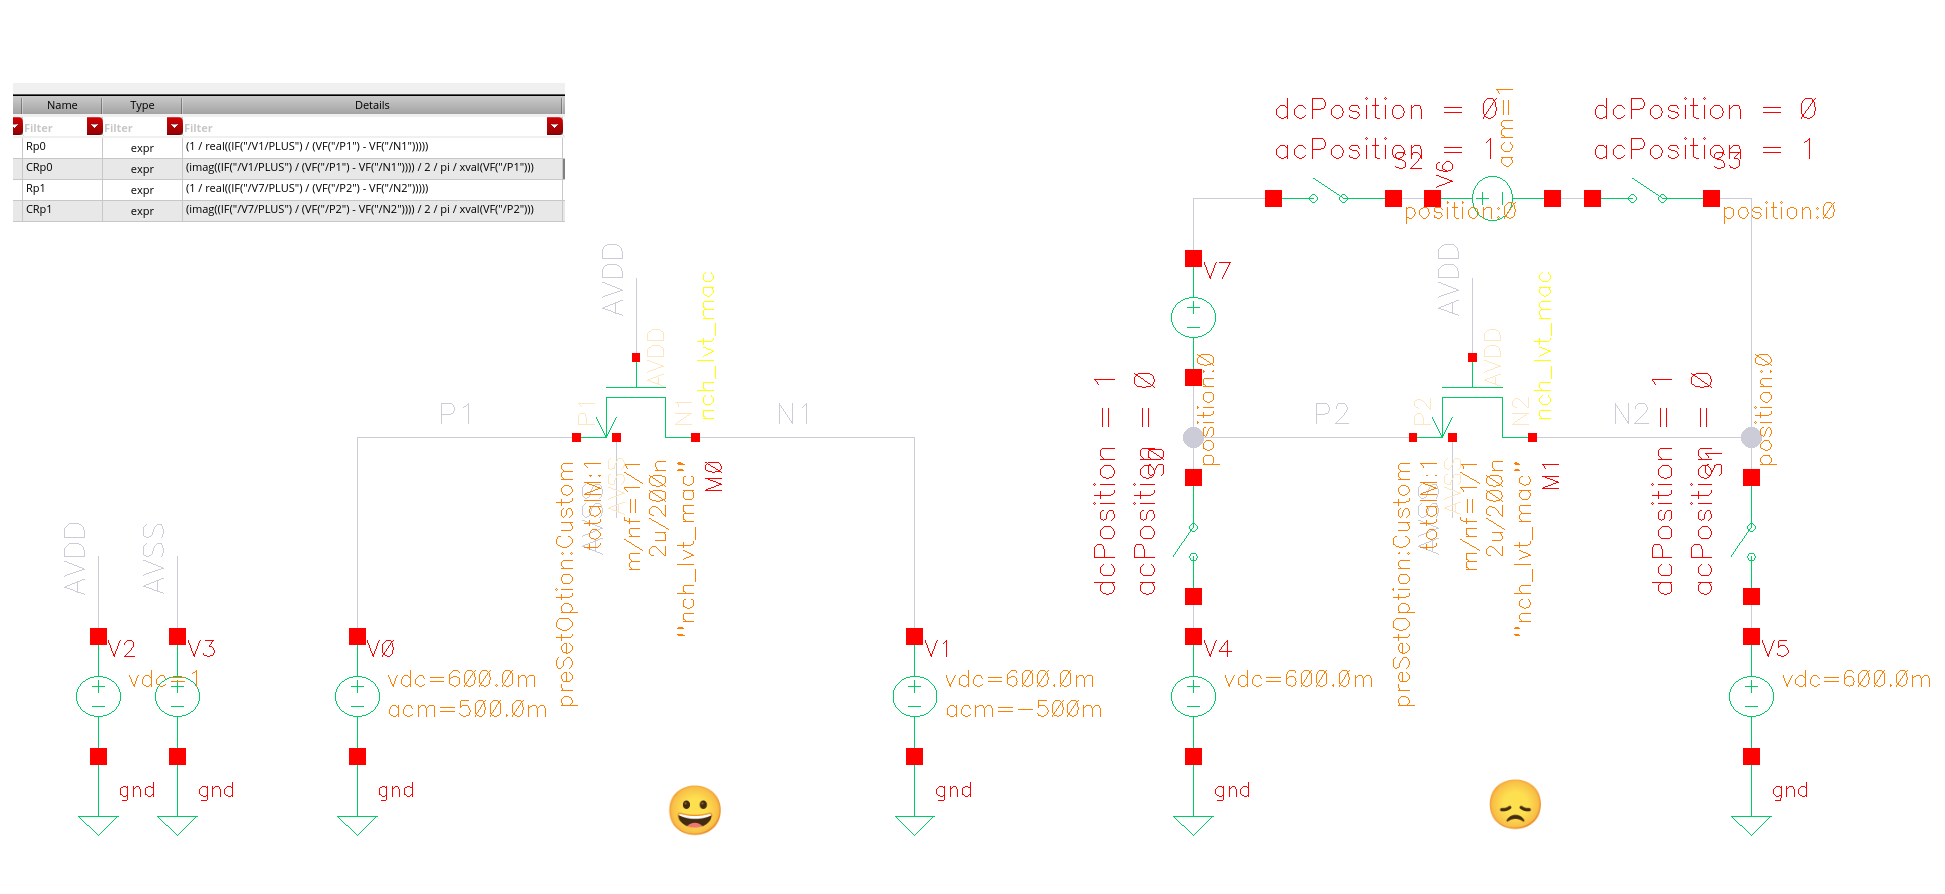 Name Type Details
Filter Filter Filter
Rp0 expr (1 / real((IF("/V1/PLUS") / (VF("/P1") - VF("/N1")))))
CRp0 expr (imag((IF("/V1/PLUS") / (VF("/P1") - VF("/N1")))) / 2 / pi / xval(VF("/P1")))
Rp1 expr (1 / real((IF("/V7/PLUS") / (VF("/P2") - VF("/N2")))))
CRp1 expr (imag((IF("/V7/PLUS") / (VF("/P2") - VF("/N2")))) / 2 / pi / xval(VF("/P2")))
dcPosition = 0
acPosition = 1
S2
V6
acm=1
position:0
dcPosition = 0
acPosition = 1
S3
position:0
V7
AVDD
AVDD
nch_lvt_mac
P1
P1
N1
N1
AVSS
preSetOption:Custom
totalM:1
m/nf=1/1
2u/200n
"nch_lvt_mac"
M0
AVDD
AVDD
nch_lvt_mac
P2
P2
N2
N2
AVSS
preSetOption:Custom
totalM:1
m/nf=1/1
2u/200n
"nch_lvt_mac"
M1
dcPosition = 1
acPosition = 0
S0
position:0
dcPosition = 1
acPosition = 0
S1
position:0
AVDD
AVSS
V2
vdc=1
gnd
V3
gnd
V0
vdc=600.0m
acm=500.0m
gnd
V1
vdc=600.0m
acm=-500m
gnd
V4
vdc=600.0m
gnd
V5
vdc=600.0m
gnd